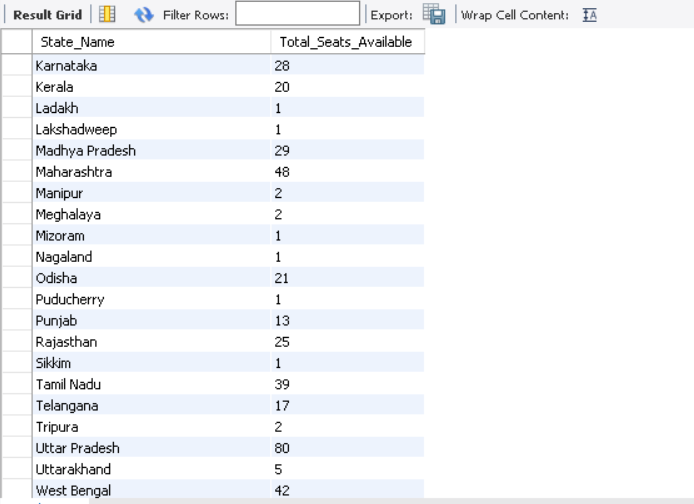 Result Grid Filter Rows: Export: Wrap Cell Content:
State_Name Total_Seats_Available
Karnataka 28
Kerala 20
Ladakh 1
Lakshadweep 1
Madhya Pradesh 29
Maharashtra 48
Manipur 2
Meghalaya 2
Mizoram 1
Nagaland 1
Odisha 21
Puducherry 1
Punjab 13
Rajasthan 25
Sikkim 1
Tamil Nadu 39
Telangana 17
Tripura 2
Uttar Pradesh 80
Uttarakhand 5
West Bengal 42